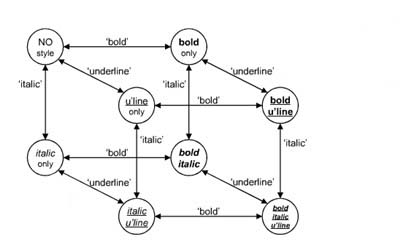 NO
style
'bold'
bold
only
'italic'
'underline'
'italic'
'underline'
u'line
only
'bold'
bold
u'line
'italic'
'italic'
italic
only
'bold'
bold
italic
'underline'
'underline'
italic
u'line
'bold'
bold
italic
u'line